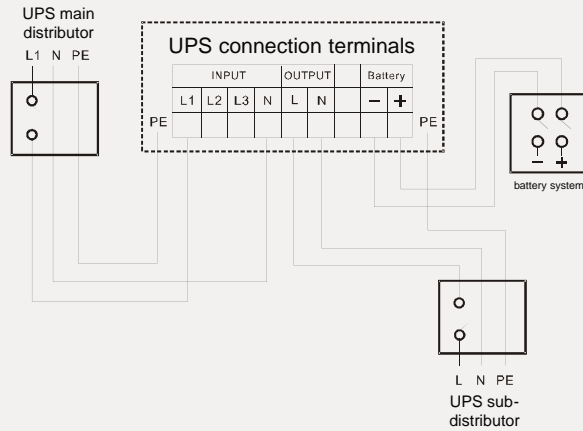 UPS main
distributor
L1 N PE
UPS connection terminals
INPUT OUTPUT Battery
L1 L2 L3 N L N − +
PE
PE
− +
battery system
L N PE
UPS sub-
distributor